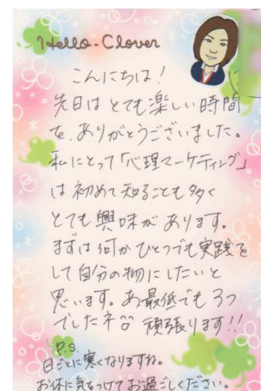 Hello-Clover
こんにちは!
先日はとても楽しい時間
を、ありがとうございました。
私にとって「心理マーケティング」
は初めて知ることも多く
とても興味があります。
まずは何かひとつでも実践を
して自分の物にしたいと
思います。あ最低でも3つ
でしたネ 頑張ります!!
P.S.
日ごとに寒くなりますね。
お体に気をつけてお過ごしください。